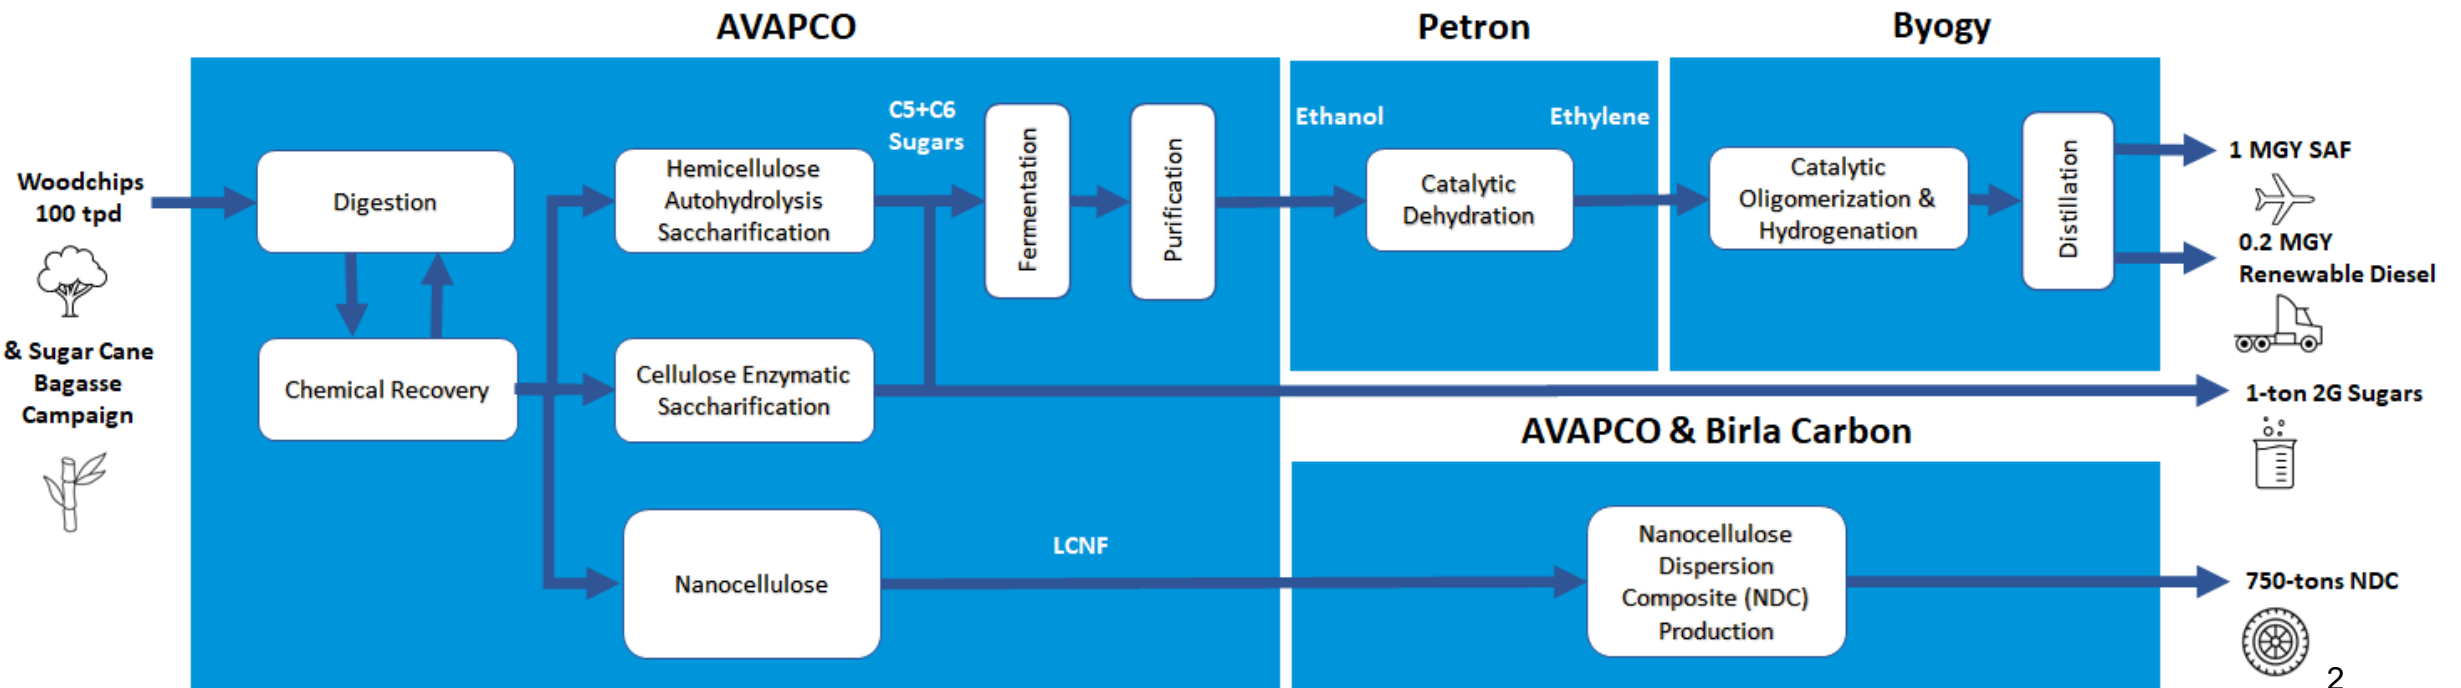 AVAPCO
Petron
Byogy
Woodchips
100 tpd
& Sugar Cane
Bagasse
Campaign
Digestion
Chemical Recovery
Hemicellulose
Autohydrolysis
Saccharification
Cellulose Enzymatic
Saccharification
Nanocellulose
C5+C6
Sugars
Fermentation
Purification
Ethanol
Ethylene
Catalytic
Dehydration
Catalytic
Oligomerization &
Hydrogenation
Distillation
1 MGY SAF
0.2 MGY
Renewable Diesel
1-ton 2G Sugars
AVAPCO & Birla Carbon
LCNF
Nanocellulose
Dispersion
Composite (NDC)
Production
750-tons NDC
2